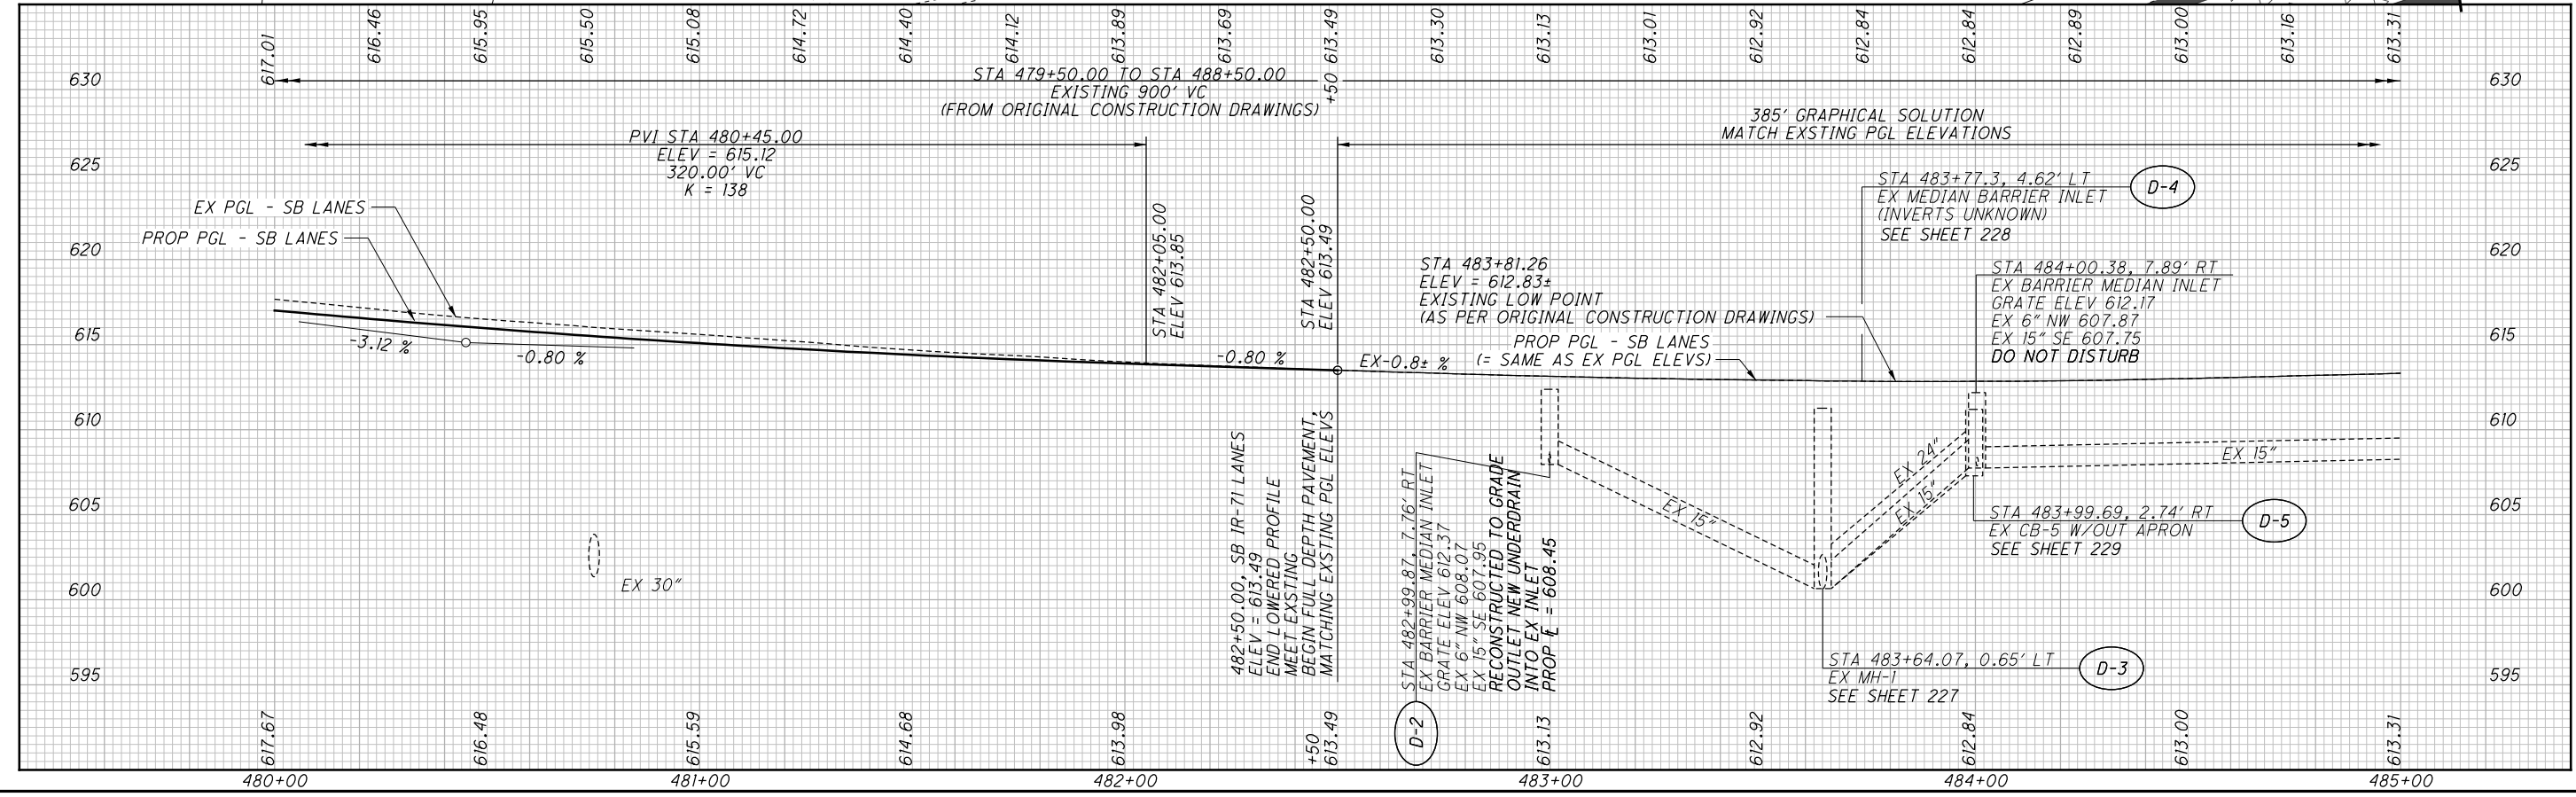 617.01
616.46
615.95
615.50
615.08
614.72
614.40
614.12
613.89
613.69
613.49
613.30
613.13
613.01
612.92
612.84
612.84
612.89
613.00
613.16
613.31
630
630
STA 479+50.00 TO STA 488+50.00
EXISTING 900' VC
(FROM ORIGINAL CONSTRUCTION DRAWINGS)
+50
385' GRAPHICAL SOLUTION
MATCH EXSTING PGL ELEVATIONS
PVI STA 480+45.00
ELEV = 615.12
320.00' VC
K = 138
625
625
EX PGL - SB LANES
PROP PGL - SB LANES
STA 483+77.3, 4.62' LT
EX MEDIAN BARRIER INLET
(INVERTS UNKNOWN)
SEE SHEET 228
D-4
620
620
STA 482+05.00
ELEV 613.85
STA 482+50.00
ELEV 613.49
STA 483+81.26
ELEV = 612.83±
EXISTING LOW POINT
(AS PER ORIGINAL CONSTRUCTION DRAWINGS)
STA 484+00.38, 7.89' RT
EX BARRIER MEDIAN INLET
GRATE ELEV 612.17
EX 6" NW 607.87
EX 15" SE 607.75
DO NOT DISTURB
615
615
-3.12 %
-0.80 %
-0.80 %
EX-0.8± %
PROP PGL - SB LANES
(= SAME AS EX PGL ELEVS)
610
610
605
605
600
600
595
595
EX 30"
482+50.00, SB IR-71 LANES
ELEV = 613.49
END LOWERED PROFILE
MEET EXSTING
BEGIN FULL DEPTH PAVEMENT,
MATCHING EXISTING PGL ELEVS
STA 482+99.87, 7.76' RT
EX BARRIER MEDIAN INLET
GRATE ELEV 612.37
EX 6" NW 608.07
EX 15" SE 607.95
RECONSTRUCTED TO GRADE
OUTLET NEW UNDERDRAIN
INTO EX INLET
PROP ℄ = 608.45
D-2
EX 15"
EX 24"
EX 15"
EX 15"
STA 483+99.69, 2.74' RT
EX CB-5 W/OUT APRON
SEE SHEET 229
D-5
STA 483+64.07, 0.65' LT
EX MH-1
SEE SHEET 227
D-3
617.67
616.48
615.59
614.68
613.98
+50
613.49
613.13
612.92
612.84
613.00
613.31
480+00
481+00
482+00
483+00
484+00
485+00